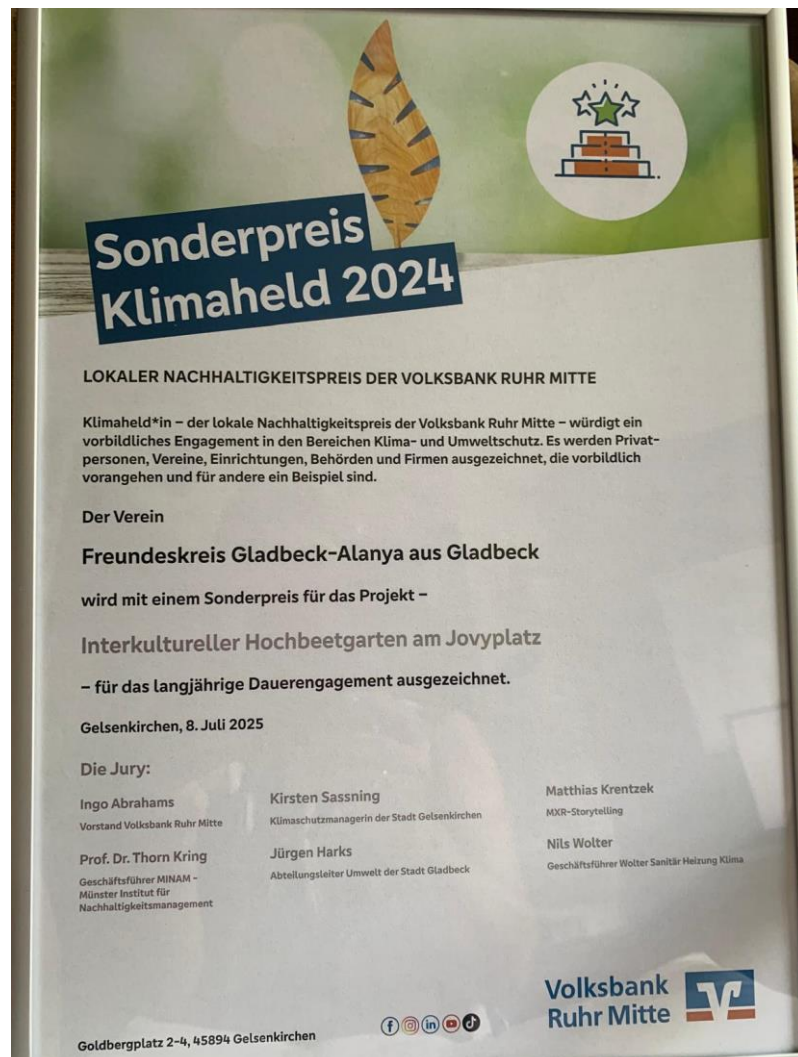 Sonderpreis
Klimaheld 2024
LOKALER NACHHALTIGKEITSPREIS DER VOLKSBANK RUHR MITTE
Klimaheld*in – der lokale Nachhaltigkeitspreis der Volksbank Ruhr Mitte – würdigt ein
vorbildliches Engagement in den Bereichen Klima- und Umweltschutz. Es werden Privat-
personen, Vereine, Einrichtungen, Behörden und Firmen ausgezeichnet, die vorbildlich
vorangehen und für andere ein Beispiel sind.
Der Verein
Freundeskreis Gladbeck-Alanya aus Gladbeck
wird mit einem Sonderpreis für das Projekt –
Interkultureller Hochbeetgarten am Jovyplatz
– für das langjährige Dauerengagement ausgezeichnet.
Gelsenkirchen, 8. Juli 2025
Die Jury:
Ingo Abrahams
Vorstand Volksbank Ruhr Mitte
Prof. Dr. Thorn Kring
Geschäftsführer MINAM –
Münster Institut für
Nachhaltigkeitsmanagement
Kirsten Sassning
Klimaschutzmanagerin der Stadt Gelsenkirchen
Jürgen Harks
Abteilungsleiter Umwelt der Stadt Gladbeck
Matthias Krentzek
MXR-Storytelling
Nils Wolter
Geschäftsführer Wolter Sanitär Heizung Klima
Goldbergplatz 2-4, 45894 Gelsenkirchen
Volksbank
Ruhr Mitte